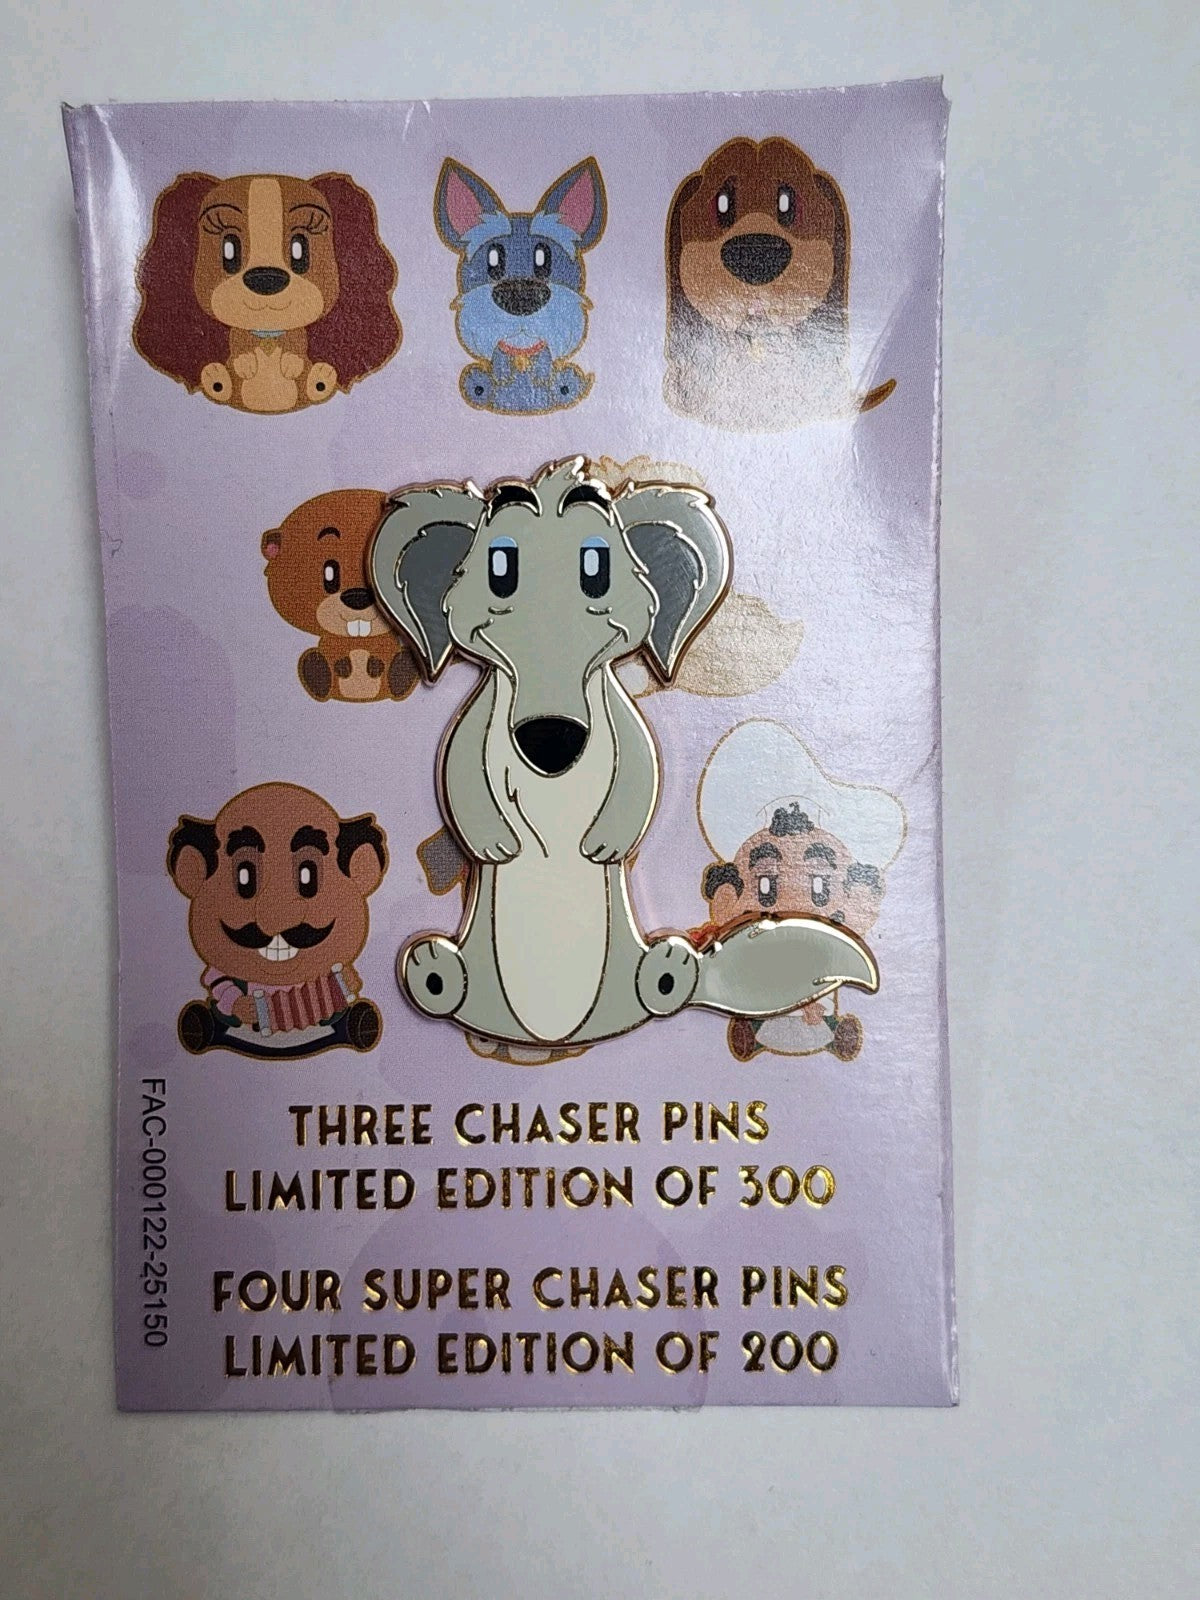 THREE CHASER PINS
LIMITED EDITION OF 300
FOUR SUPER CHASER PINS
LIMITED EDITION OF 200
FAC-000122-25150